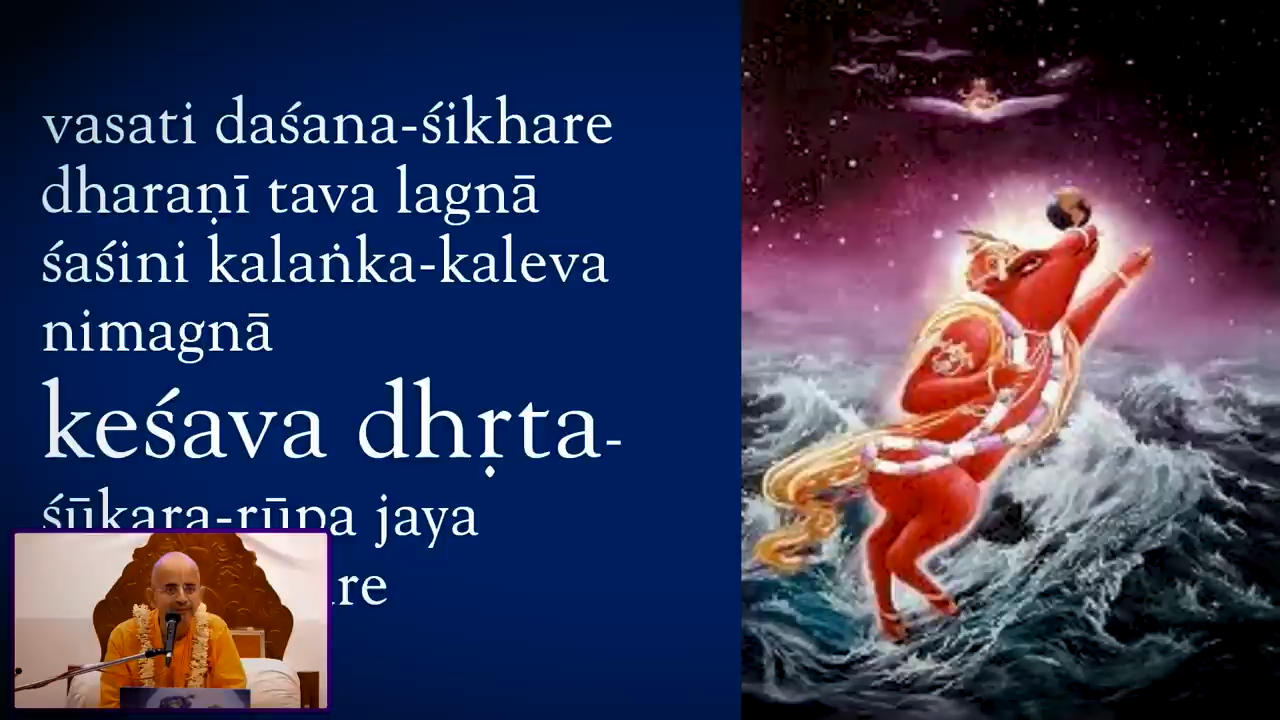 vasati daśana-śikhare
dharaṇī tava lagnā
śaśini kalaṅka-kaleva
nimagnā
keśava dhṛta-
śūkara-rūpa jaya
re